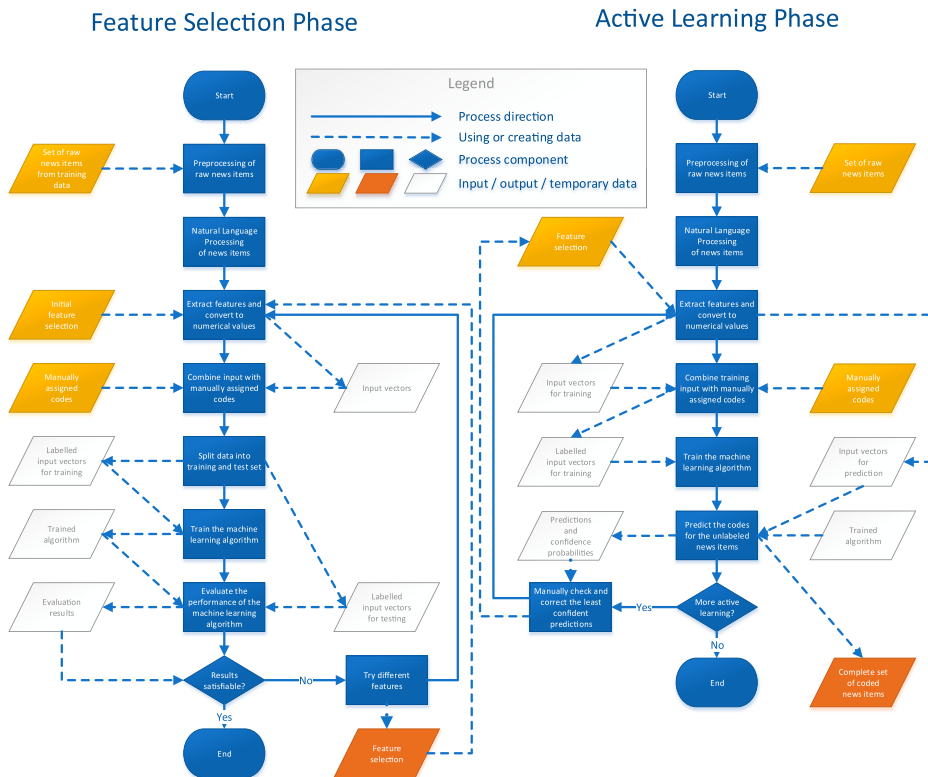 Feature Selection Phase
Active Learning Phase
Legend
Process direction
Using or creating data
Process component
Input / output / temporary data
Start
Set of raw
news items
from training
data
Preprocessing of
raw news items
Natural Language
Processing
of news items
Initial
feature
selection
Extract features and
convert to
numerical values
Manually
assigned
codes
Combine input with
manually assigned
codes
Input vectors
Labelled
input vectors
for training
Split data into
training and test set
Trained
algorithm
Train the machine
learning algorithm
Evaluation
results
Evaluate the
performance of the
machine learning
algorithm
Labelled
input vectors
for testing
Results
satisfiable?
No
Try different
features
Yes
End
Feature
selection
Start
Preprocessing of
raw news items
Set of raw
news items
Natural Language
Processing
of news items
Feature
selection
Extract features and
convert to
numerical values
Input vectors
for training
Combine training
input with manually
assigned codes
Manually
assigned
codes
Labelled
input vectors
for training
Train the machine
learning algorithm
Input vectors
for
prediction
Predictions
and
confidence
probabilities
Predict the codes
for the unlabeled
news items
Trained
algorithm
Manually check and
correct the least
confident
predictions
Yes
More active
learning?
No
End
Complete set
of coded
news items